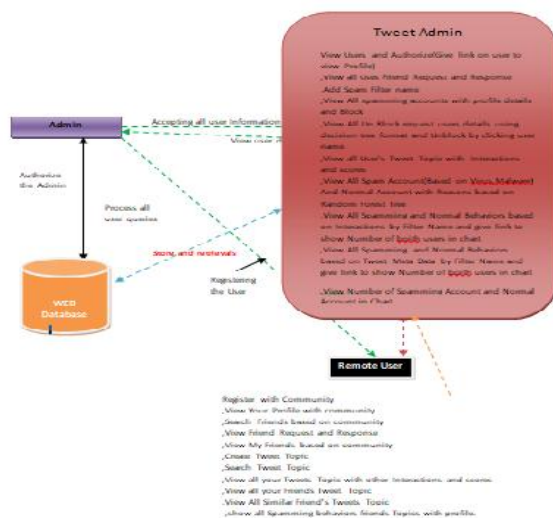 Tweet Admin
View Users and Authorize(Give link on user to
view Profile)
,View all Uses Friend Request and Response
,Add Spam Filter name
,View All spamming accounts with profile details
and Block
,View All Un Block request users details using
decision tree format and Unblock by clicking user
name
,View all User's Tweet Topic with Interactions
and scores
,View All Spam Account(Based on Virus,Malware)
And Normal Account with Reasons based on
Random Forest Tree
,View All Spamming and Normal Behaviors based
on Interactions by Filter Name and give link to
show Number of booth users in chart
,View All Spamming and Normal Behaviors
based on Tweet Meta Data by Filter Name and
give link to show Number of booth users in chart
,View Number of Spamming Account and Normal
Account in Chart
Admin
Accepting all user Information
View user d
Authorize
the Admin
Process all
user queries
Store and retrievals
Registering
the User
WEB
Database
Remote User
Register with Community
,View Your Profile with community
,Search Friends based on community
,View Friend Request and Response
,View My Friends based on community
,Create Tweet Topic
,Search Tweet Topic
,View all your Tweets Topic with other Interactions and scores
,View all your Friends Tweet Topic
,View All Similar Friend's Tweets Topic
,show all Spamming behaviors friends Topics with profile.